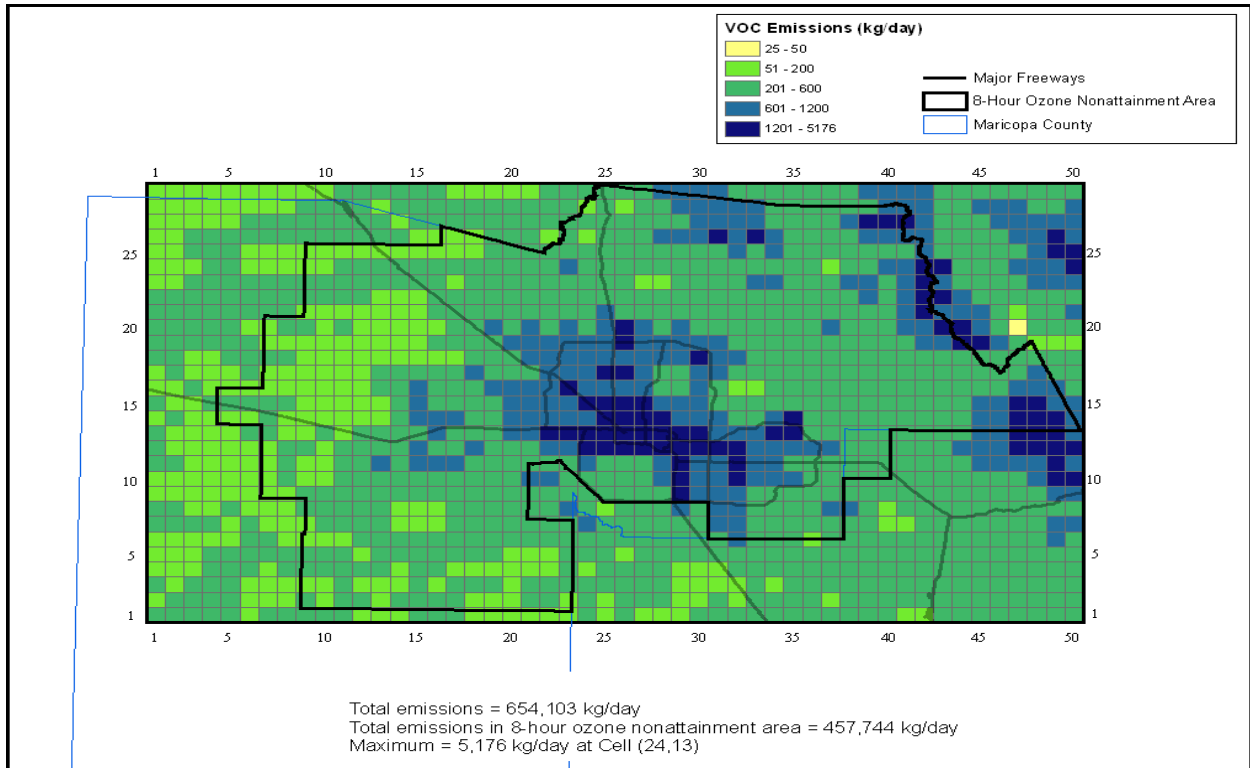 VOC Emissions (kg/day)
25 - 50
51 - 200
201 - 600
601 - 1200
1201 - 5176
Major Freeways
8-Hour Ozone Nonattainment Area
Maricopa County
1 5 10 15 20 25 30 35 40 45 50
25 25
20 20
15 15
10 10
5 5
1 1
1 5 10 15 20 25 30 35 40 45 50
Total emissions = 654,103 kg/day
Total emissions in 8-hour ozone nonattainment area = 457,744 kg/day
Maximum = 5,176 kg/day at Cell (24,13)